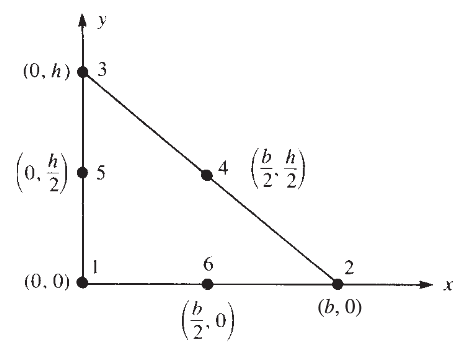 y
(0, h) 3
(0, h/2) 5
4 (b/2, h/2)
(0, 0) 1
6
2
x
(b/2, 0)
(b, 0)